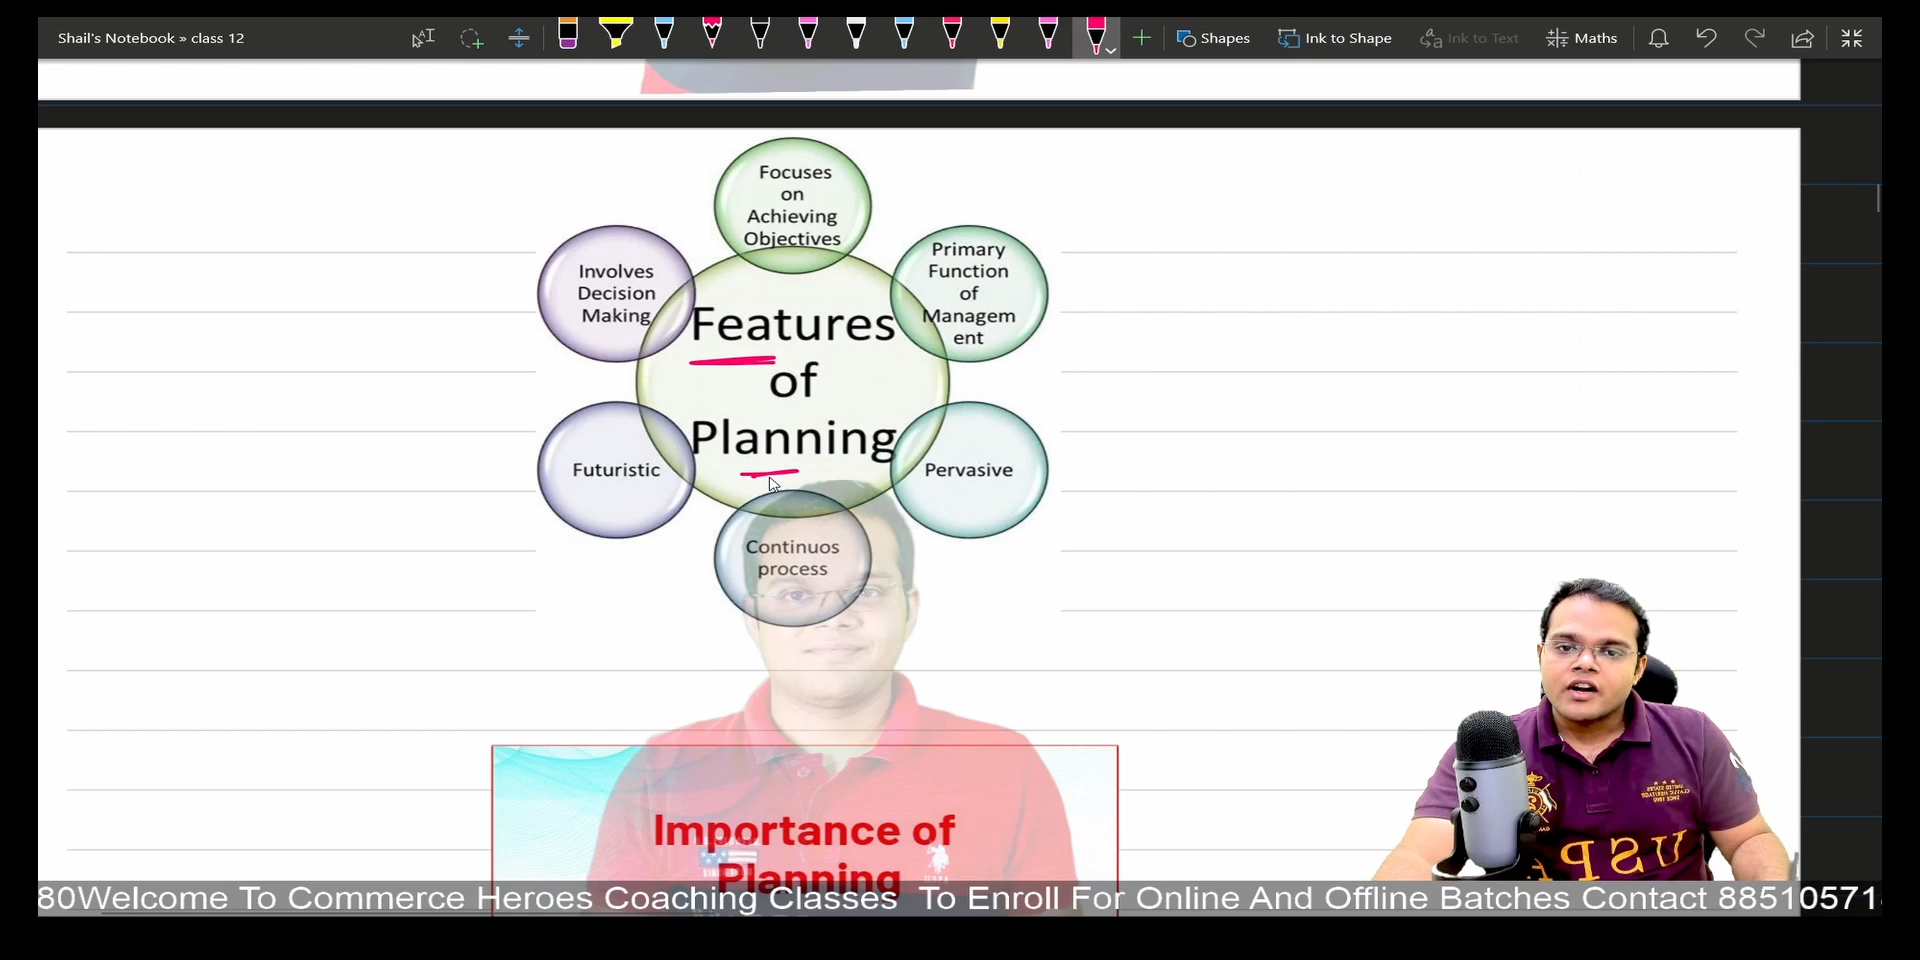 Shail's Notebook » class 12
Shapes
Ink to Shape
Ink to Text
Maths
Focuses
on
Achieving
Objectives
Primary
Function
of
Managem
ent
Involves
Decision
Making
Features
of
Planning
Futuristic
Pervasive
Continuos
process
Importance of
Planning
USP
80Welcome To Commerce Heroes Coaching Classes To Enroll For Online And Offline Batches Contact 88510571